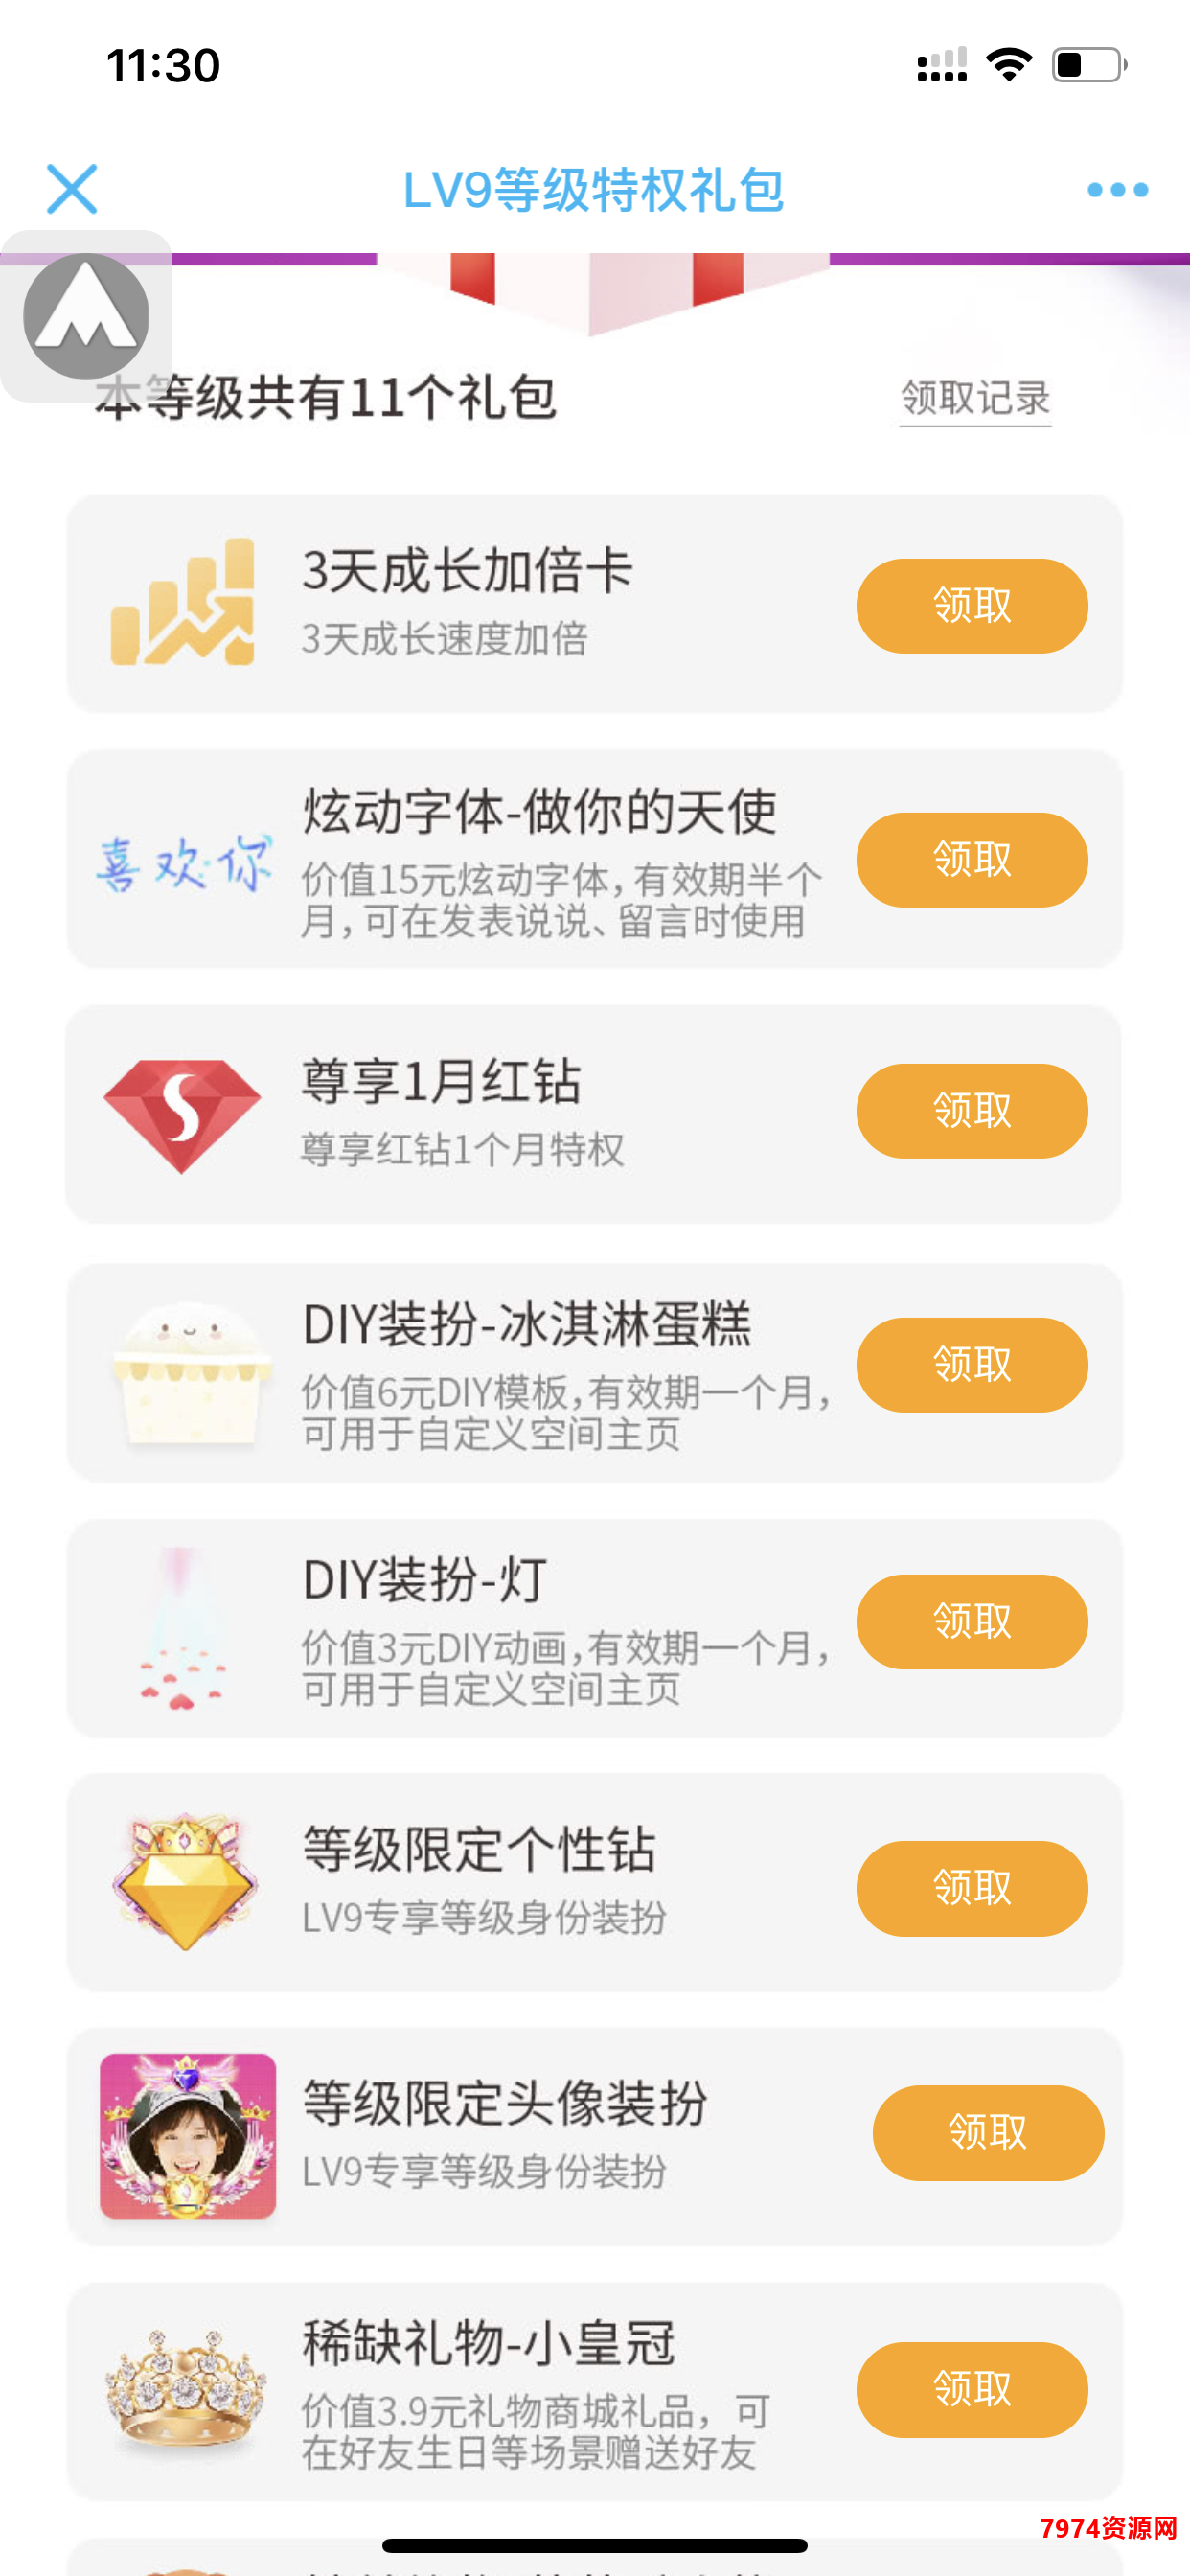 11:30
LV9等级特权礼包
本等级共有11个礼包
领取记录
3天成长加倍卡
3天成长速度加倍
领取
喜欢你
炫动字体-做你的天使
价值15元炫动字体,有效期半个
月,可在发表说说、留言时使用
领取
尊享1月红钻
尊享红钻1个月特权
领取
DIY装扮-冰淇淋蛋糕
价值6元DIY模板,有效期一个月,
可用于自定义空间主页
领取
DIY装扮-灯
价值3元DIY动画,有效期一个月,
可用于自定义空间主页
领取
等级限定个性钻
LV9专享等级身份装扮
领取
等级限定头像装扮
LV9专享等级身份装扮
领取
稀缺礼物-小皇冠
价值3.9元礼物商城礼品，可
在好友生日等场景赠送好友
领取
7974资源网